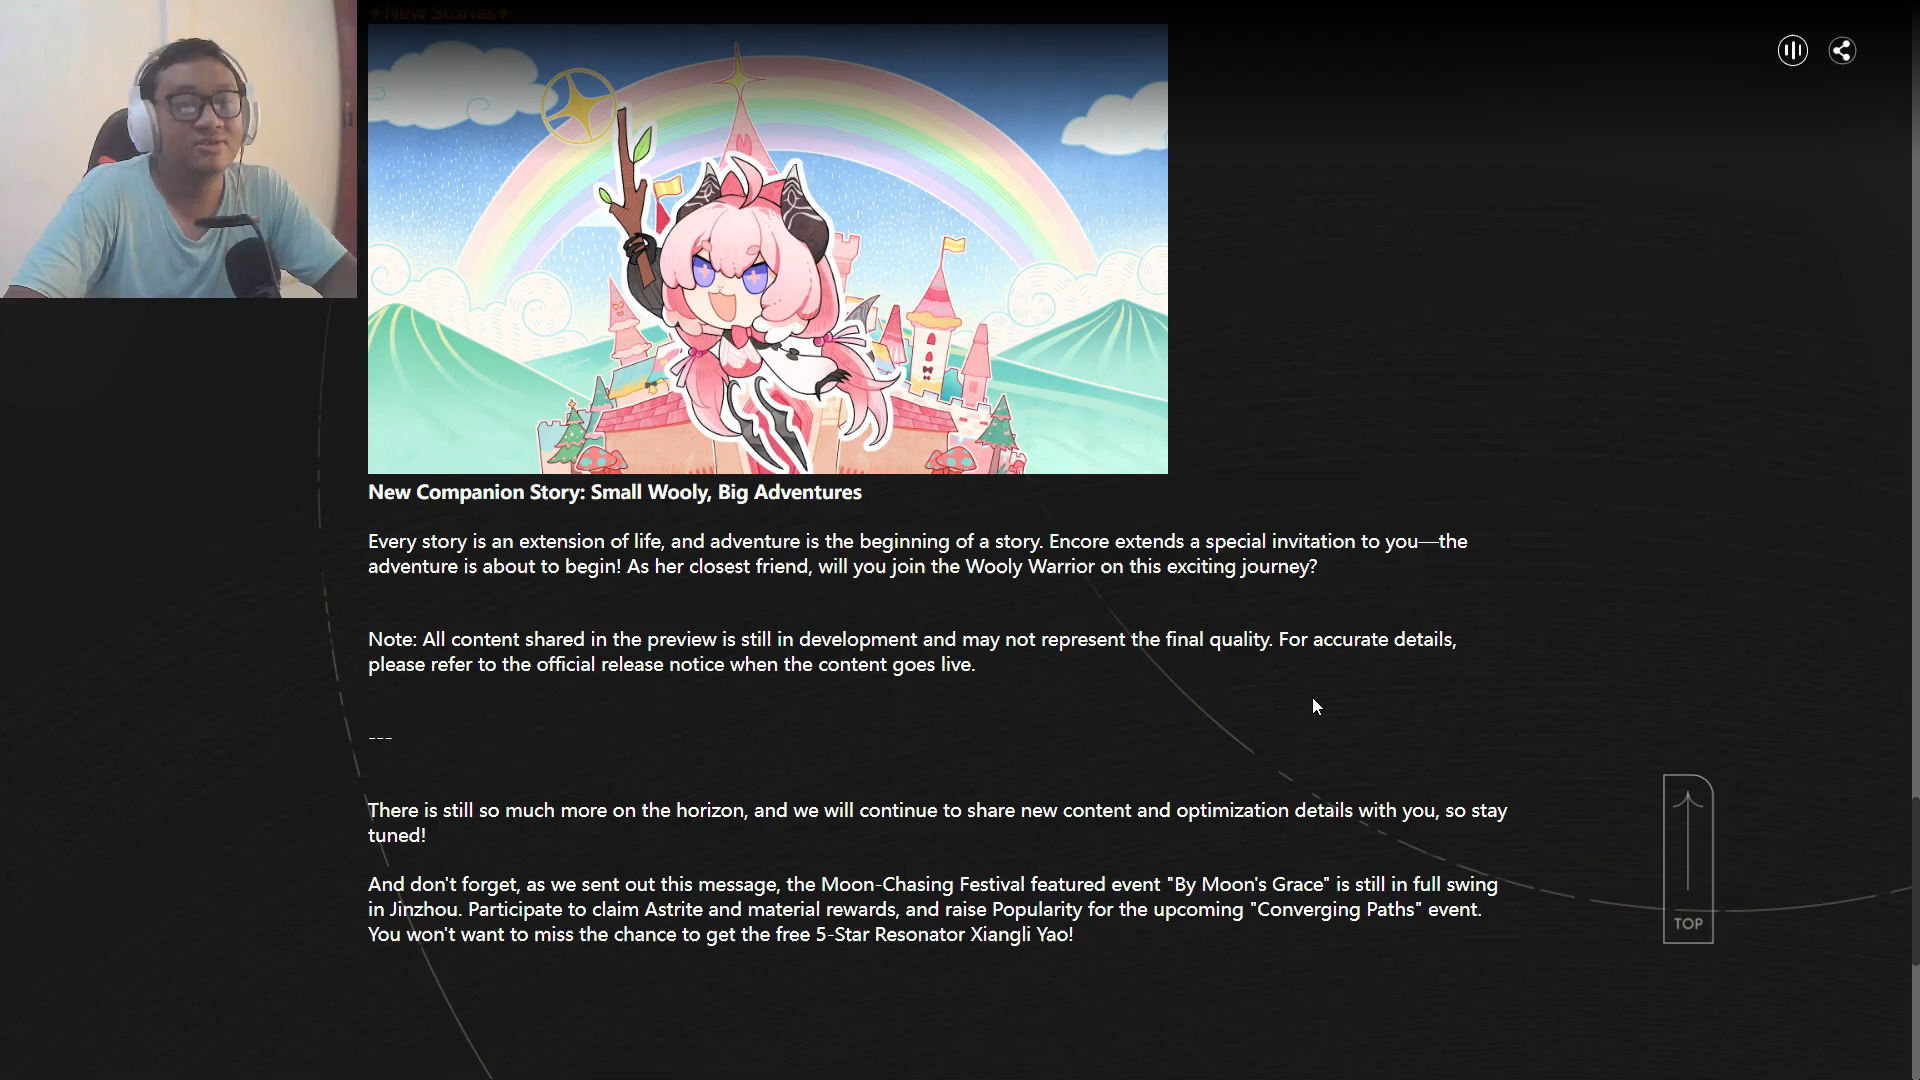 ✦New Stories✦
New Companion Story: Small Wooly, Big Adventures
Every story is an extension of life, and adventure is the beginning of a story. Encore extends a special invitation to you—the
adventure is about to begin! As her closest friend, will you join the Wooly Warrior on this exciting journey?
Note: All content shared in the preview is still in development and may not represent the final quality. For accurate details,
please refer to the official release notice when the content goes live.
---
There is still so much more on the horizon, and we will continue to share new content and optimization details with you, so stay
tuned!
And don't forget, as we sent out this message, the Moon-Chasing Festival featured event "By Moon's Grace" is still in full swing
in Jinzhou. Participate to claim Astrite and material rewards, and raise Popularity for the upcoming "Converging Paths" event.
You won't want to miss the chance to get the free 5-Star Resonator Xiangli Yao!
TOP